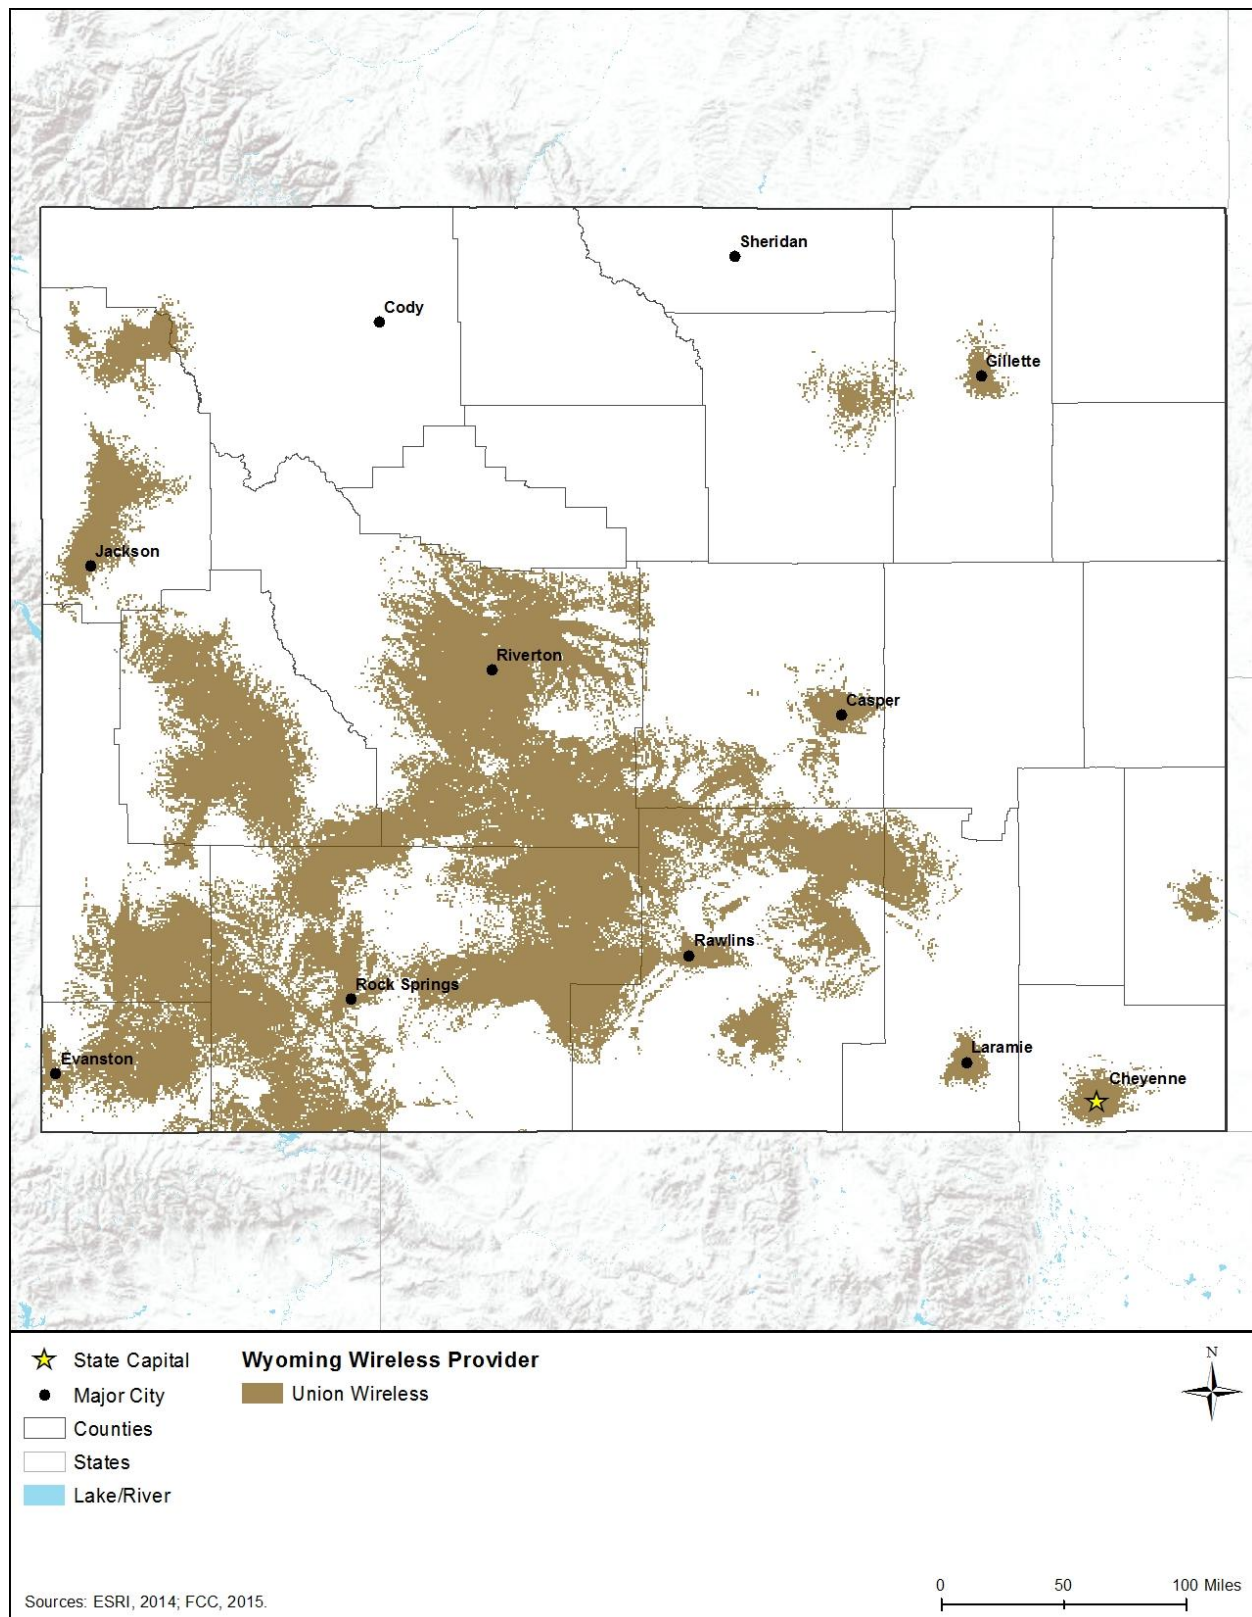 Sheridan
Cody
Gillette
Jackson
Riverton
Casper
Rawlins
Rock Springs
Evanston
Laramie
Cheyenne
State Capital
Major City
Counties
States
Lake/River
Wyoming Wireless Provider
Union Wireless
N
Sources: ESRI, 2014; FCC, 2015.
0 50 100 Miles